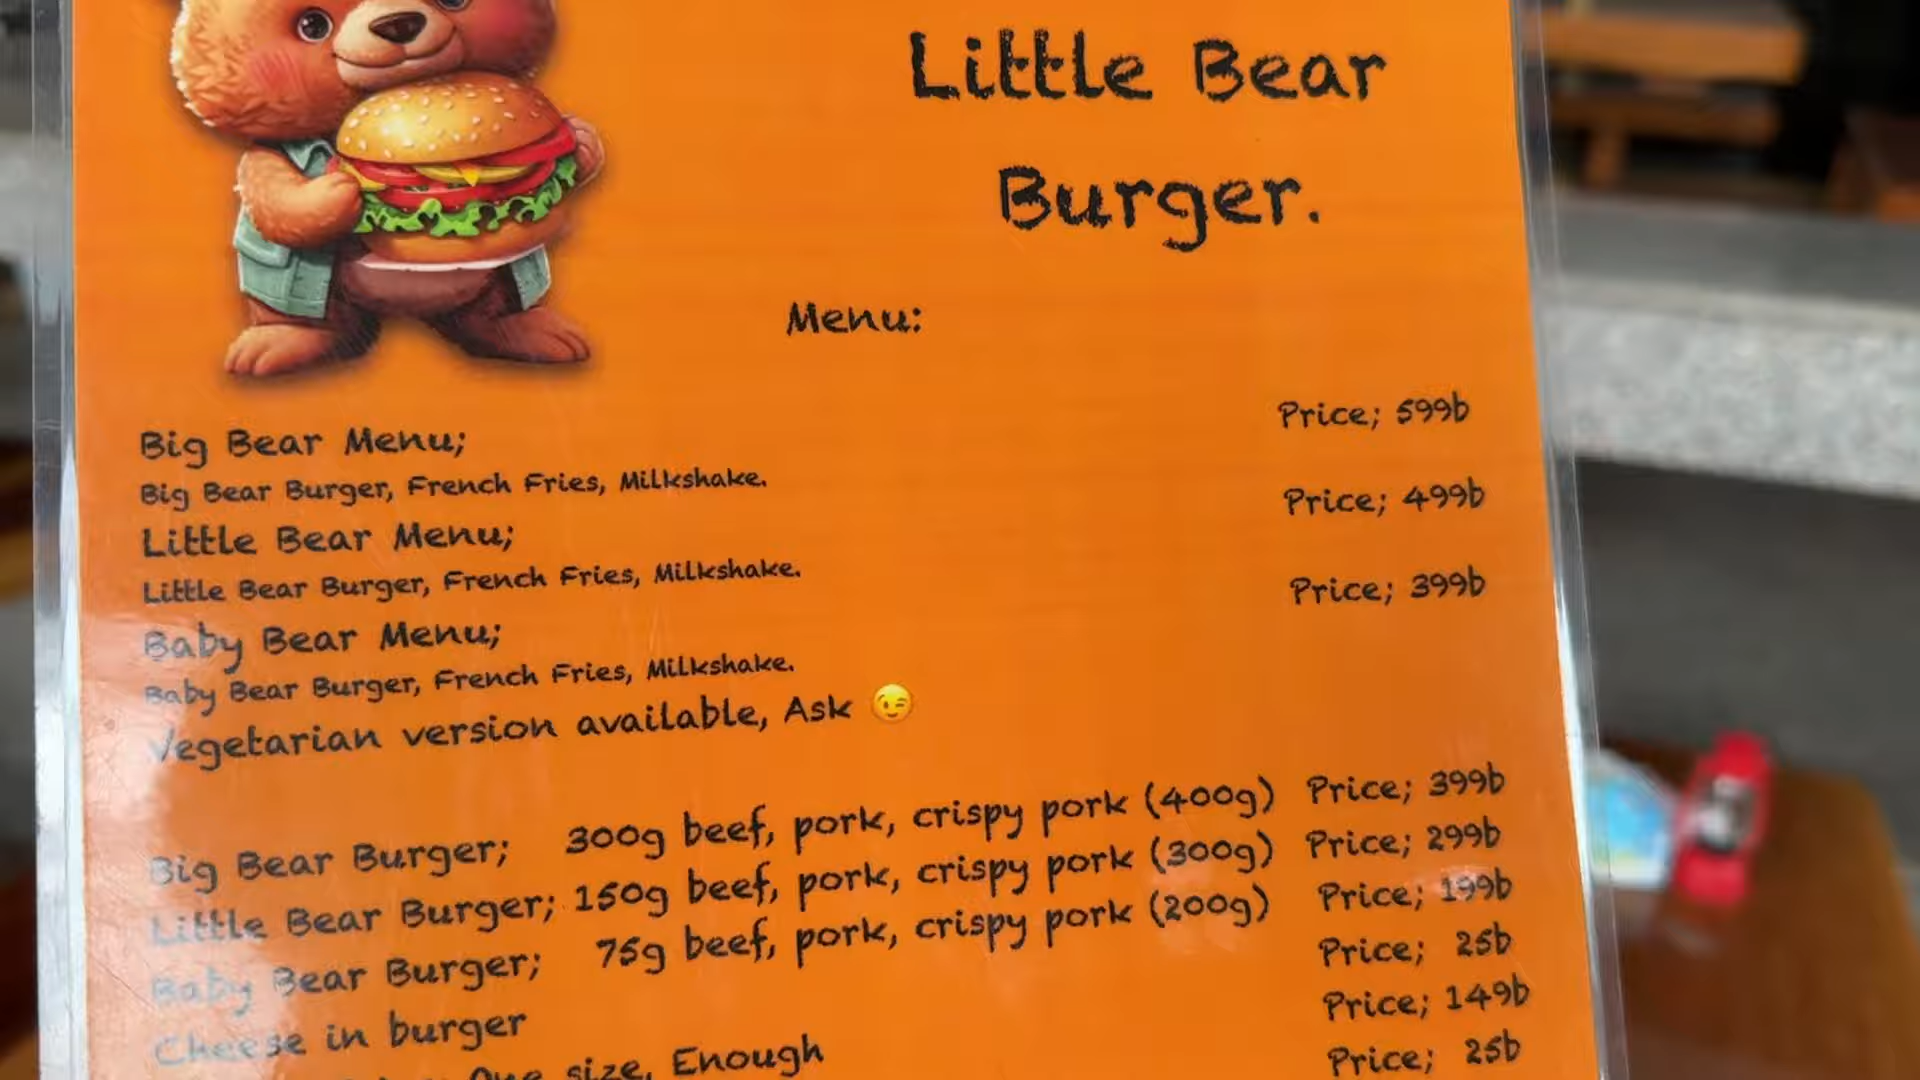 Little Bear
Burger.
Menu:
Big Bear Menu; Price; 599b
Big Bear Burger, French Fries, Milkshake.
Little Bear Menu; Price; 499b
Little Bear Burger, French Fries, Milkshake.
Baby Bear Menu; Price; 399b
Baby Bear Burger, French Fries, Milkshake.
Vegetarian version available, Ask 😉
Big Bear Burger; 300g beef, pork, crispy pork (400g) Price; 399b
Little Bear Burger; 150g beef, pork, crispy pork (300g) Price; 299b
Baby Bear Burger; 75g beef, pork, crispy pork (200g) Price; 199b
Cheese in burger Price; 25b
One size, Enough Price; 149b
Price; 25b